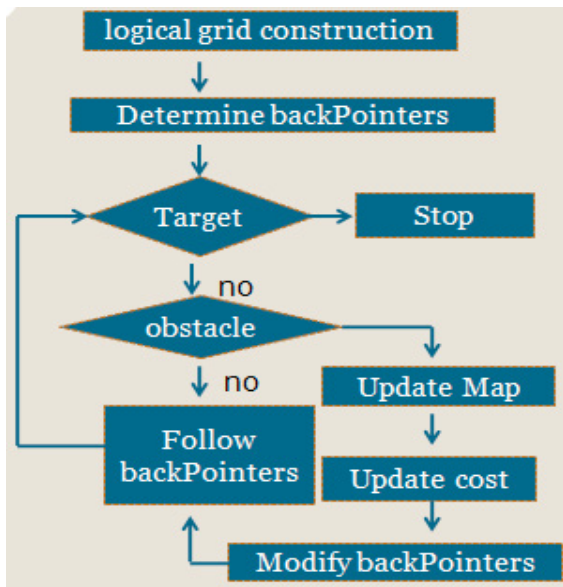 logical grid construction
Determine backPointers
Target
Stop
no
obstacle
no
Update Map
Follow
backPointers
Update cost
Modify backPointers